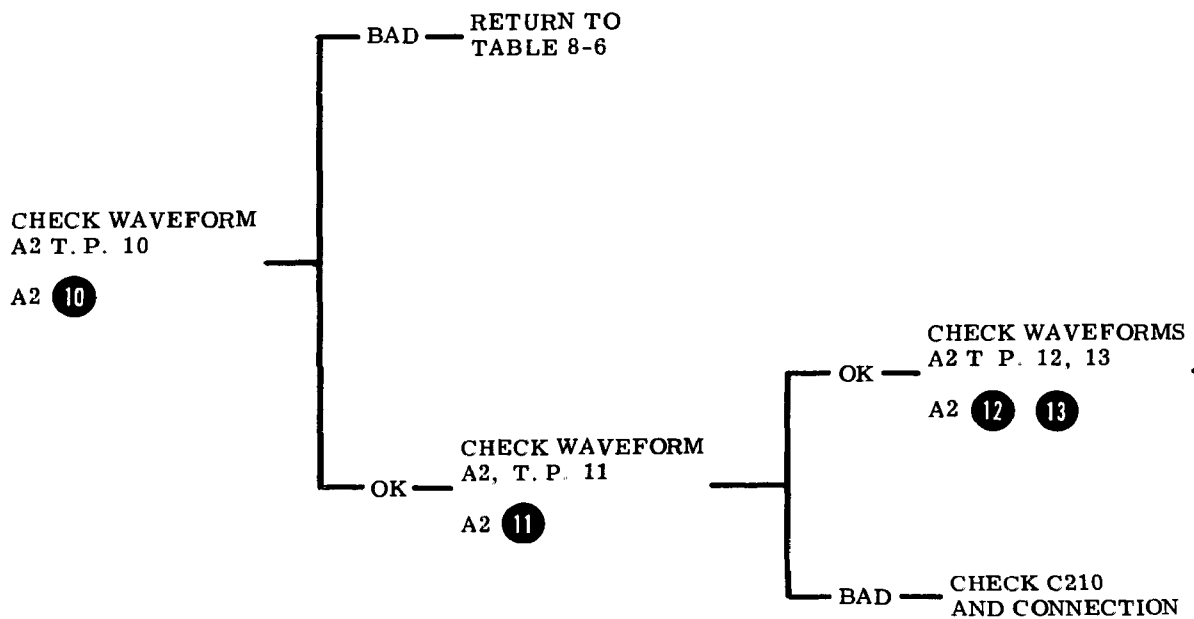 BAD
RETURN TO
TABLE 8-6
CHECK WAVEFORM
A2 T. P. 10
A2 10
OK
CHECK WAVEFORM
A2, T. P. 11
A2 11
OK
CHECK WAVEFORMS
A2 T P. 12, 13
A2 12 13
BAD
CHECK C210
AND CONNECTION